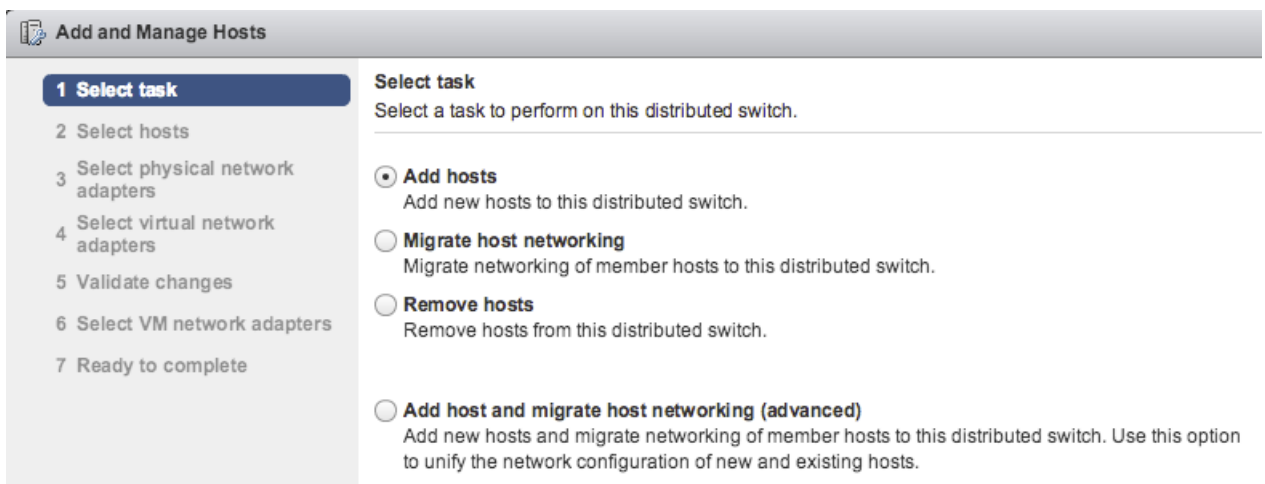 Add and Manage Hosts
1 Select task
2 Select hosts
3 Select physical network
adapters
4 Select virtual network
adapters
5 Validate changes
6 Select VM network adapters
7 Ready to complete
Select task
Select a task to perform on this distributed switch.
Add hosts
Add new hosts to this distributed switch.
Migrate host networking
Migrate networking of member hosts to this distributed switch.
Remove hosts
Remove hosts from this distributed switch.
Add host and migrate host networking (advanced)
Add new hosts and migrate networking of member hosts to this distributed switch. Use this option
to unify the network configuration of new and existing hosts.